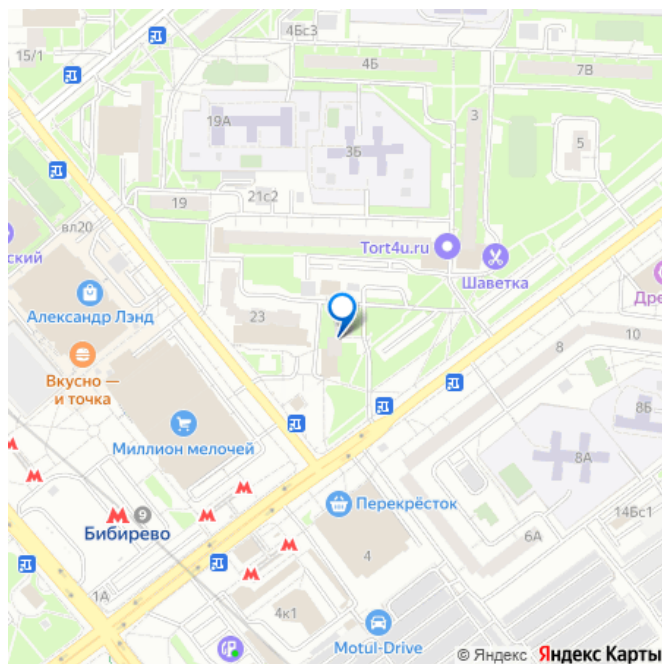 4Бс3
15/1
4Б
7В
19А
3
3Б
5
21с2
19
вл20
Tort4u.ru
ский
Шаветка
Дре
Александр Лэнд
23
10
8
Вкусно —
и точка
8Б
Миллион мелочей
8А
Перекрёсток
14Бс1
9
Бибирево
6А
4
1А
4к1
Motul-Drive
© Яндекс Яндекс Карты